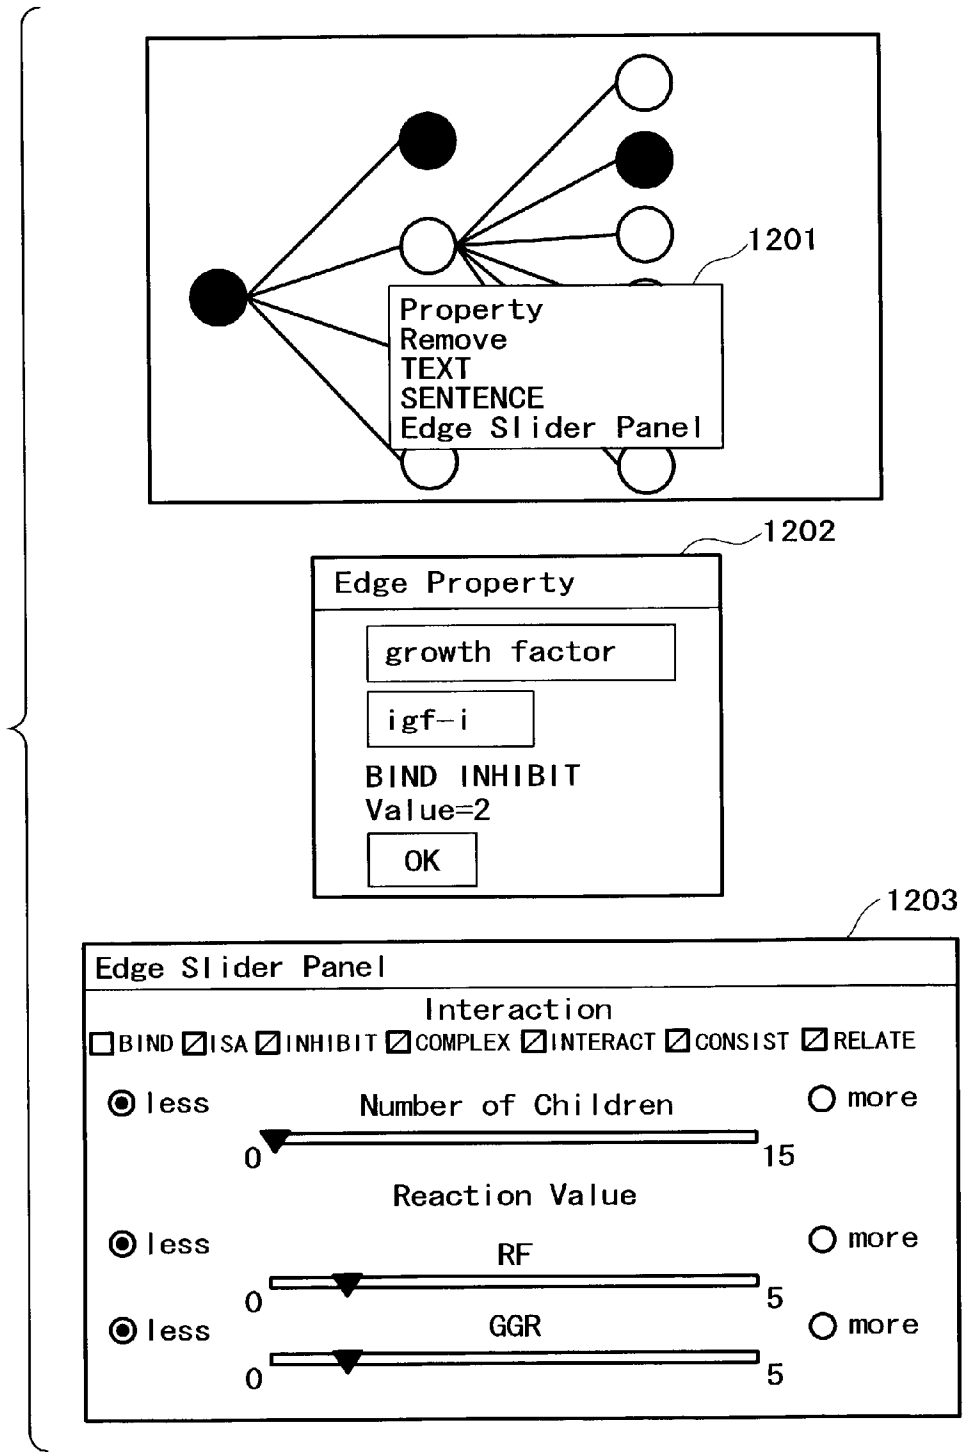 1201
Property
Remove
TEXT
SENTENCE
Edge Slider Panel
1202
Edge Property
growth factor
igf-i
BIND INHIBIT
Value=2
OK
1203
Edge Slider Panel
Interaction
BIND ISA INHIBIT COMPLEX INTERACT CONSIST RELATE
less Number of Children more
0 15
Reaction Value
less RF more
0 5
less GGR more
0 5